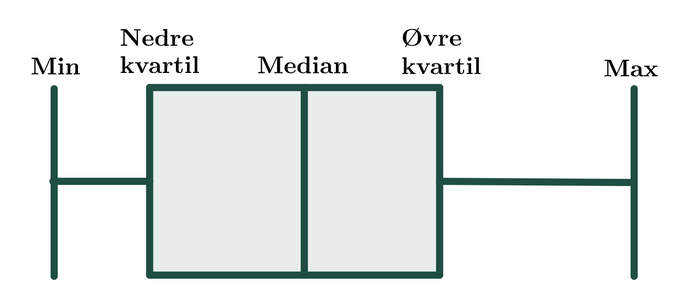 Min
Nedre
kvartil
Median
Øvre
kvartil
Max